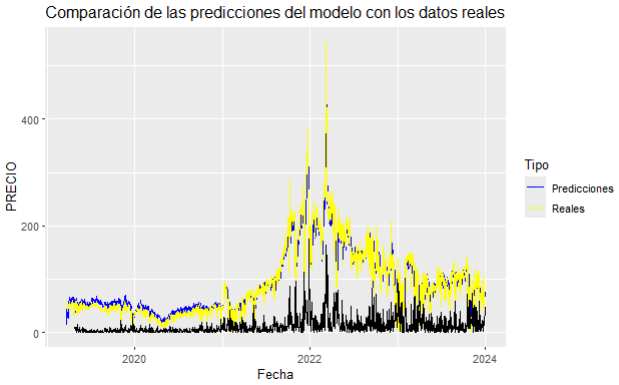 Comparación de las predicciones del modelo con los datos reales
PRECIO
400
200
0
2020
2022
2024
Fecha
Tipo
Predicciones
Reales